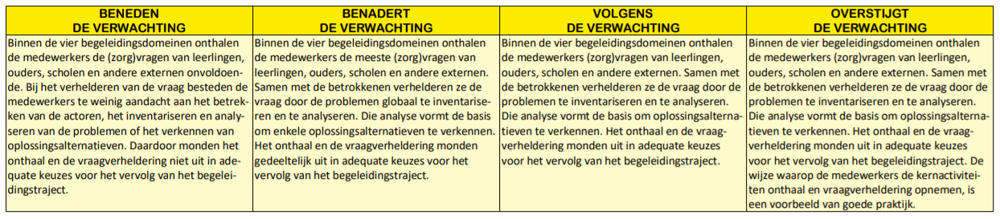 BENEDEN
DE VERWACHTING
Binnen de vier begeleidingsdomeinen onthalen
de medewerkers de (zorg)vragen van leerlingen,
ouders, scholen en andere externen onvoldoen-
de. Bij het verhelderen van de vraag besteden de
medewerkers te weinig aandacht aan het betrek-
ken van de actoren, het inventariseren en analy-
seren van de problemen of het verkennen van
oplossingsalternatieven. Daardoor monden het
onthaal en de vraagverheldering niet uit in ade-
quate keuzes voor het vervolg van het begelei-
dingstraject.
BENADERT
DE VERWACHTING
Binnen de vier begeleidingsdomeinen onthalen
de medewerkers de meeste (zorg)vragen van
leerlingen, ouders, scholen en andere externen.
Samen met de betrokkenen verhelderen ze de
vraag door de problemen globaal te inventarise-
ren en te analyseren. Die analyse vormt de basis
om enkele oplossingsalternatieven te verkennen.
Het onthaal en de vraagverheldering monden
gedeeltelijk uit in adequate keuzes voor het
vervolg van het begeleidingstraject.
VOLGENS
DE VERWACHTING
Binnen de vier begeleidingsdomeinen onthalen
de medewerkers (zorg)vragen van leerlingen,
ouders, scholen en andere externen. Samen met
de betrokkenen verhelderen ze de vraag door de
problemen te inventariseren en te analyseren.
Die analyse vormt de basis om oplossingsalterna-
tieven te verkennen. Het onthaal en de vraag-
verheldering monden uit in adequate keuzes
voor het vervolg van het begeleidingstraject.
OVERSTIJGT
DE VERWACHTING
Binnen de vier begeleidingsdomeinen onthalen
de medewerkers (zorg)vragen van leerlingen,
ouders, scholen en andere externen. Samen met
de betrokkenen verhelderen ze de vraag door de
problemen te inventariseren en te analyseren.
Die analyse vormt de basis om oplossingsalterna-
tieven te verkennen. Het onthaal en de vraag-
verheldering monden uit in adequate keuzes
voor het vervolg van het begeleidingstraject. De
wijze waarop de medewerkers de kernactivitei-
ten onthaal en vraagverheldering opnemen, is
een voorbeeld van goede praktijk.